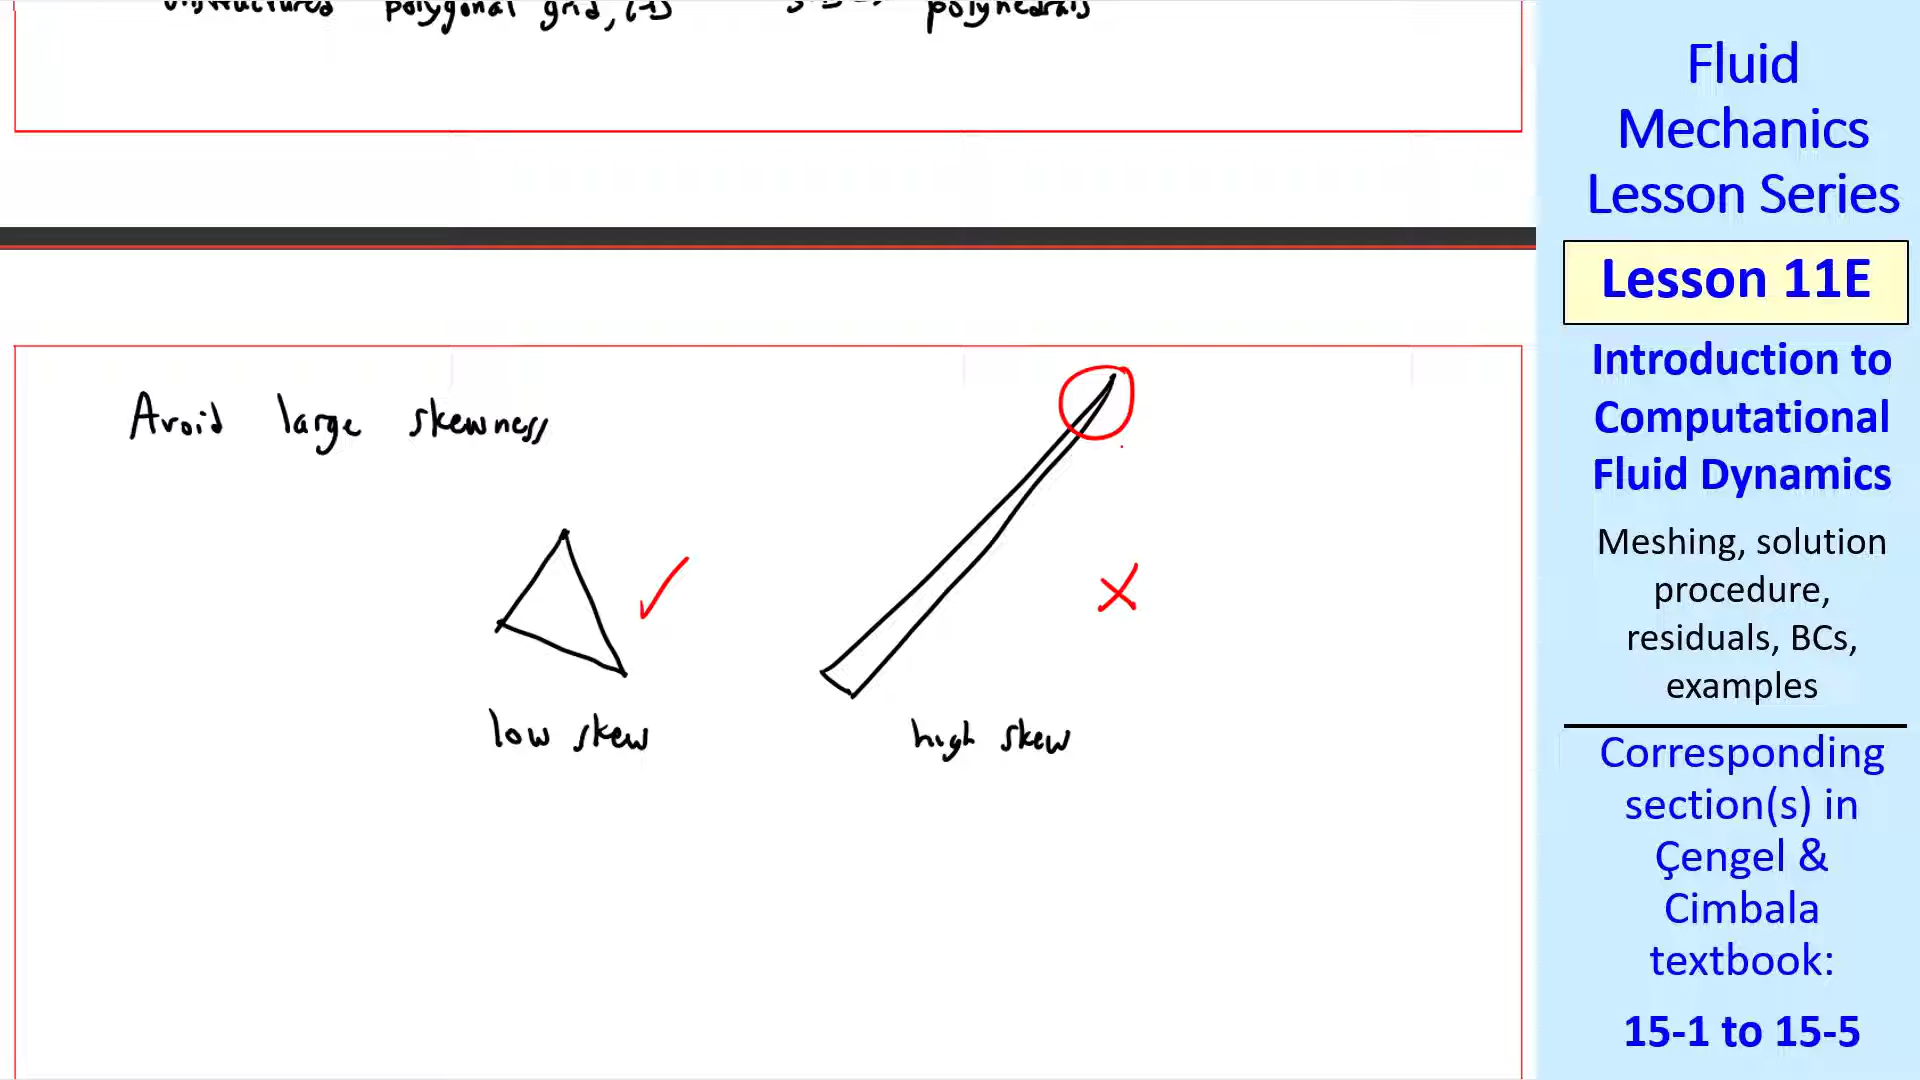 unstructured polygonal grid, polyhedrals
Avoid large skewness
low skew
high skew
Fluid
Mechanics
Lesson Series
Lesson 11E
Introduction to
Computational
Fluid Dynamics
Meshing, solution
procedure,
residuals, BCs,
examples
Corresponding
section(s) in
Çengel &
Cimbala
textbook:
15-1 to 15-5